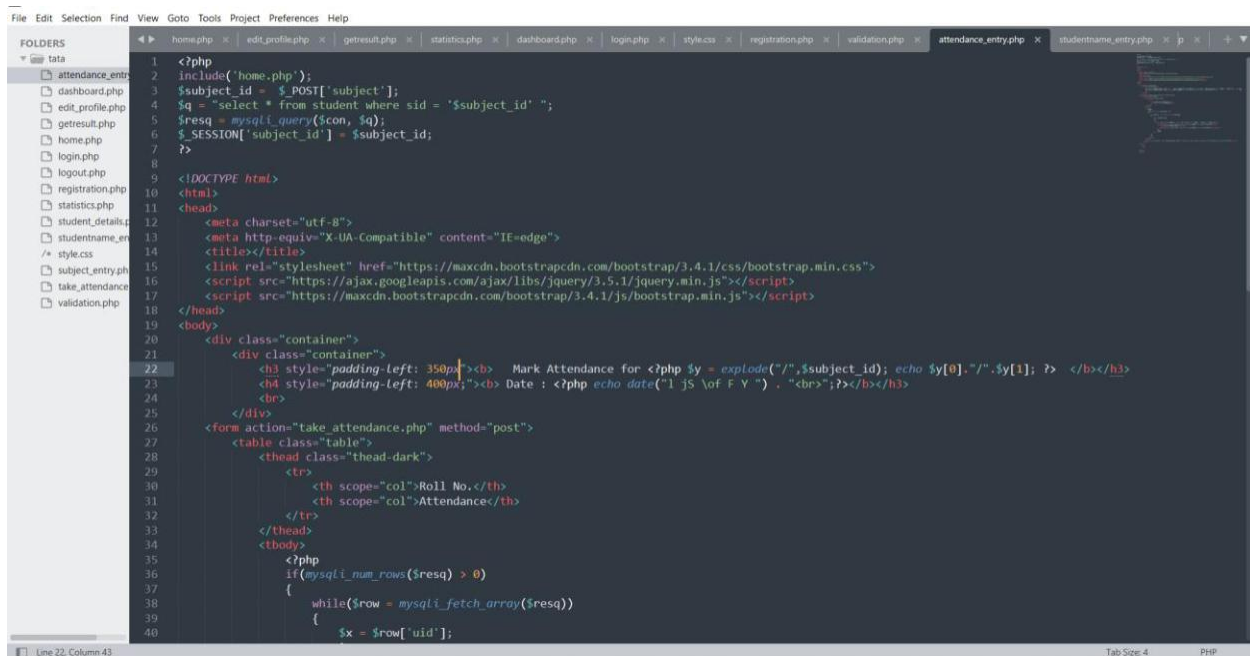 File Edit Selection Find View Goto Tools Project Preferences Help
FOLDERS
tata
attendance_entry
dashboard.php
edit_profile.php
getresult.php
home.php
login.php
logout.php
registration.php
statistics.php
student_details.p
studentname_en
/* style.css
subject_entry.ph
take_attendance
validation.php
home.php × edit_profile.php × getresult.php × statistics.php × dashboard.php × login.php × style.css × registration.php × validation.php × attendance_entry.php × studentname_entry.php × p × + ▼
1 <?php
2 include('home.php');
3 $subject_id = $_POST['subject'];
4 $q = "select * from student where sid = '$subject_id' ";
5 $resq = mysqli_query($con, $q);
6 $_SESSION['subject_id'] = $subject_id;
7 ?>
8
9 <!DOCTYPE html>
10 <html>
11 <head>
12 <meta charset="utf-8">
13 <meta http-equiv="X-UA-Compatible" content="IE=edge">
14 <title></title>
15 <link rel="stylesheet" href="https://maxcdn.bootstrapcdn.com/bootstrap/3.4.1/css/bootstrap.min.css">
16 <script src="https://ajax.googleapis.com/ajax/libs/jquery/3.5.1/jquery.min.js"></script>
17 <script src="https://maxcdn.bootstrapcdn.com/bootstrap/3.4.1/js/bootstrap.min.js"></script>
18 </head>
19 <body>
20 <div class="container">
21 <div class="container">
22 <h3 style="padding-left: 350px"><b> Mark Attendance for <?php $y = explode("/",$subject_id); echo $y[0]."/".$y[1]; ?> </b></h3>
23 <h4 style="padding-left: 400px;"><b> Date : <?php echo date("l jS \of F Y ") . "<br>";?></b></h3>
24 <br>
25 </div>
26 <form action="take_attendance.php" method="post">
27 <table class="table">
28 <thead class="thead-dark">
29 <tr>
30 <th scope="col">Roll No.</th>
31 <th scope="col">Attendance</th>
32 </tr>
33 </thead>
34 <tbody>
35 <?php
36 if(mysqli_num_rows($resq) > 0)
37 {
38 while($row = mysqli_fetch_array($resq))
39 {
40 $x = $row['uid'];
Line 22, Column 43
Tab Size: 4
PHP